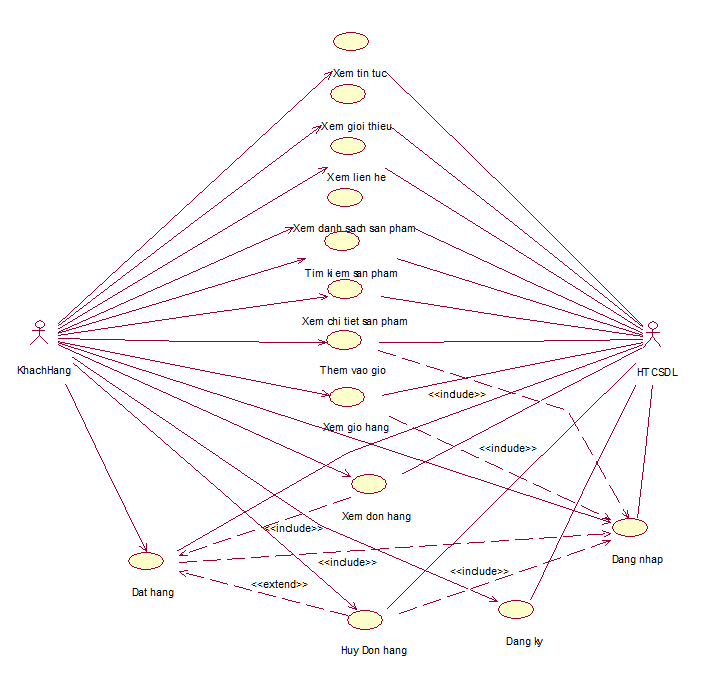 Xem tin tuc
Xem gioi thieu
Xem lien he
Xem danh sach san pham
Tim kiem san pham
Xem chi tiet san pham
KhachHang
Them vao gio
HTCSDL
<<include>>
Xem gio hang
<<include>>
Xem don hang
<<include>>
Dang nhap
<<include>>
<<include>>
<<extend>>
Dat hang
Dang ky
Huy Don hang